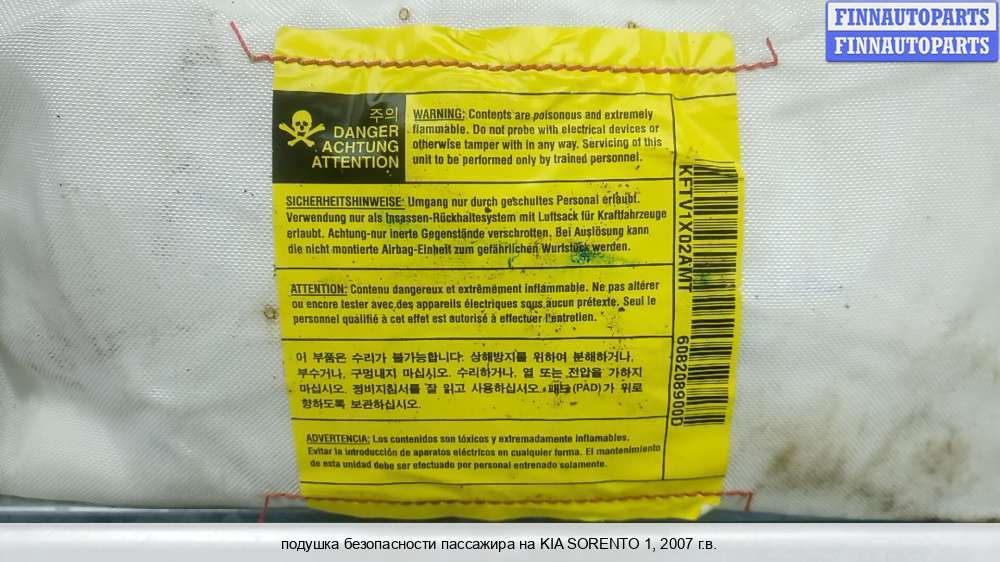 FINNAUTOPARTS
FINNAUTOPARTS
주의
DANGER
ACHTUNG
ATTENTION
WARNING: Contents are poisonous and extremely
flammable. Do not probe with electrical devices or
otherwise tamper with in any way. Servicing of this
unit to be performed only by trained personnel.
SICHERHEITSHINWEISE: Umgang nur durch geschultes Personal erlaubt.
Verwendung nur als Insassen-Rückhaltesystem mit Luftsack für Kraftfahrzeuge
erlaubt. Achtung-nur inerte Gegenstände verschrotten. Bei Auslösung kann
die nicht montierte Airbag-Einheit zum gefährlichen Wurfstück werden.
ATTENTION: Contenu dangereux et extrêmement inflammable. Ne pas altérer
ou encore tester avec des appareils électriques sous aucun prétexte. Seul le
personnel qualifié à cet effet est autorisé à effectuer l'entretien.
이 부품은 수리가 불가능합니다: 상해방지를 위하여 분해하거나,
부수거나, 구멍내지 마십시오. 수리하거나, 열 또는 전압을 가하지
마십시오. 정비지침서를 잘 읽고 사용하십시오. 패드(PAD)가 위로
향하도록 보관하십시오.
ADVERTENCIA: Los contenidos son tóxicos y extremadamente inflamables.
Evitar la introducción de aparatos eléctricos en cualquier forma. El mantenimiento
de esta unidad debe ser efectuado por personal entrenado solamente.
KFTV1X02AMT
608208900D
подушка безопасности пассажира на KIA SORENTO 1, 2007 г.в.